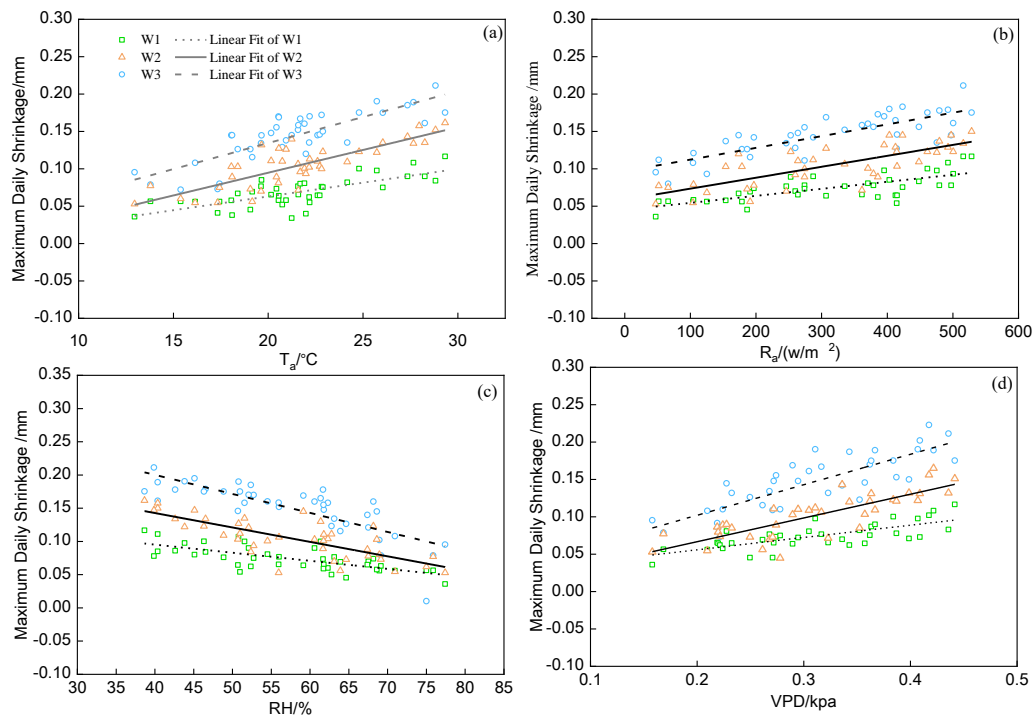 (a)
W1 Linear Fit of W1
W2 Linear Fit of W2
W3 Linear Fit of W3
0.30
0.25
0.20
0.15
0.10
0.05
0.00
-0.05
-0.10
Maximum Daily Shrinkage/mm
10 15 20 25 30
Ta/°C
(b)
0.30
0.25
0.20
0.15
0.10
0.05
0.00
-0.05
-0.10
Maximum Daily Shrinkage /mm
0 100 200 300 400 500 600
Ra/(w/m 2)
(c)
0.35
0.30
0.25
0.20
0.15
0.10
0.05
0.00
-0.05
-0.10
Maximum Daily Shrinkage /mm
30 35 40 45 50 55 60 65 70 75 80 85
RH/%
(d)
0.30
0.25
0.20
0.15
0.10
0.05
0.00
-0.05
-0.10
Maximum Daily Shrinkage /mm
0.1 0.2 0.3 0.4 0.5
VPD/kpa